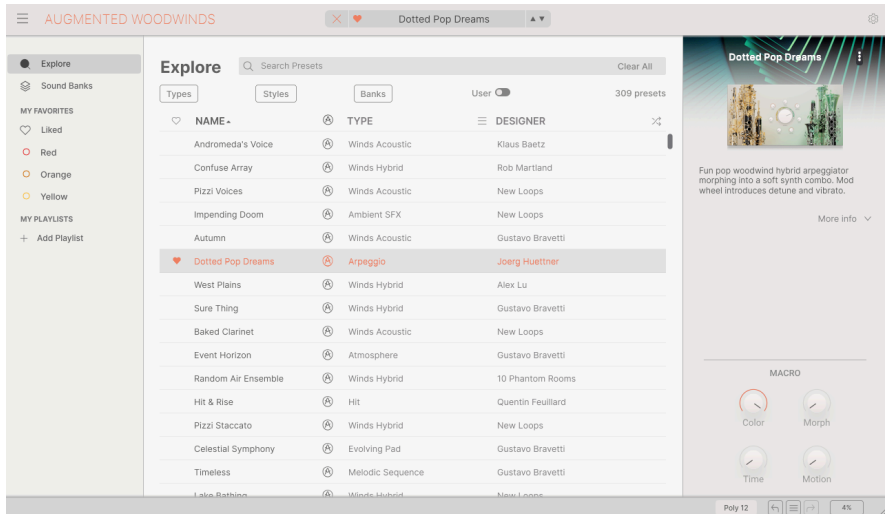 AUGMENTED WOODWINDS
Dotted Pop Dreams
Explore
Sound Banks
MY FAVORITES
Liked
Red
Orange
Yellow
MY PLAYLISTS
Add Playlist
Explore
Search Presets
Clear All
Types
Styles
Banks
User
309 presets
NAME TYPE DESIGNER
Andromeda's Voice Winds Acoustic Klaus Baetz
Confuse Array Winds Hybrid Rob Martland
Pizzi Voices Winds Acoustic New Loops
Impending Doom Ambient SFX New Loops
Autumn Winds Acoustic Gustavo Bravetti
Dotted Pop Dreams Arpeggio Joerg Huettner
West Plains Winds Hybrid Alex Lu
Sure Thing Winds Hybrid Gustavo Bravetti
Baked Clarinet Winds Acoustic New Loops
Event Horizon Atmosphere Gustavo Bravetti
Random Air Ensemble Winds Hybrid 10 Phantom Rooms
Hit & Rise Hit Quentin Feuillard
Pizzi Staccato Winds Hybrid New Loops
Celestial Symphony Evolving Pad Gustavo Bravetti
Timeless Melodic Sequence Gustavo Bravetti
Lake Bathing Winds Hybrid New Loops
Dotted Pop Dreams
Fun pop woodwind hybrid arpeggiator
morphing into a soft synth combo. Mod
wheel introduces detune and vibrato.
More info
MACRO
Color Morph
Time Motion
Poly 12
4%